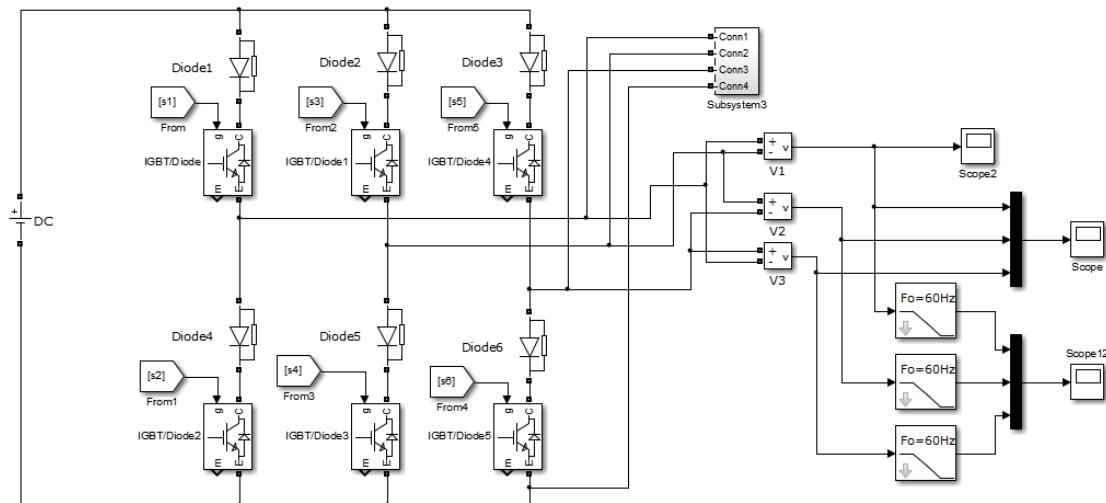 Diode1
Diode2
Diode3
Conn1
Conn2
Conn3
Conn4
Subsystem3
[s1]
From
[s3]
From2
[s5]
From5
g
C
IGBT/Diode
m
E
g
C
IGBT/Diode1
m
E
g
C
IGBT/Diode4
m
E
+
-
v
V1
Scope2
+
DC
+
-
v
V2
+
-
v
V3
Scope
Fo=60Hz
Diode4
Diode5
Diode6
[s2]
From1
[s4]
From3
[s6]
From4
Scope12
Fo=60Hz
g
C
IGBT/Diode2
m
E
g
C
IGBT/Diode3
m
E
g
C
IGBT/Diode5
m
E
Fo=60Hz